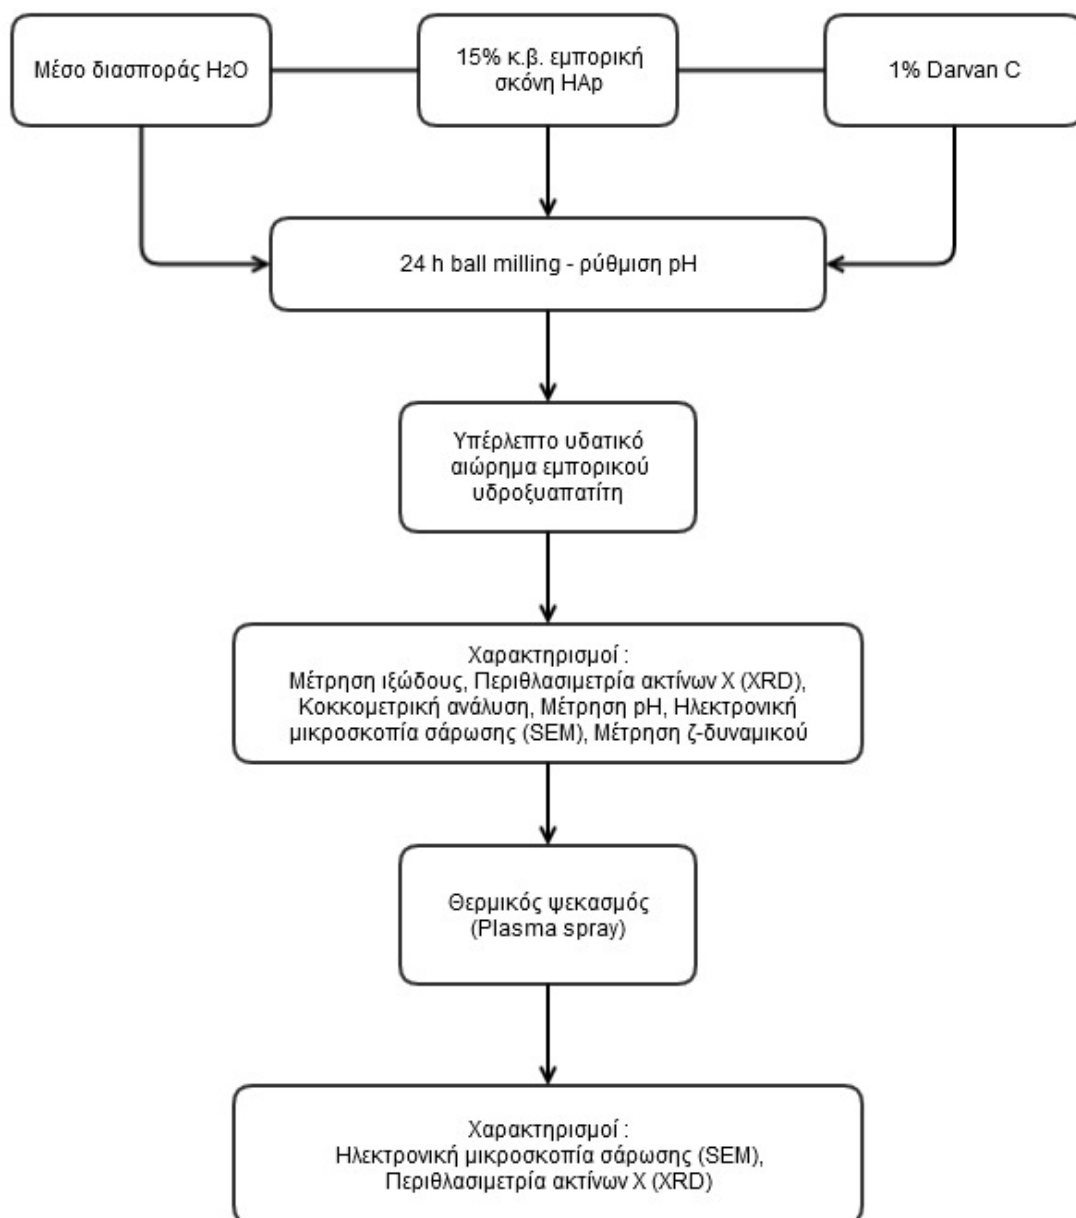 Μέσο διασποράς H2O
15% κ.β. εμπορική
σκόνη HAp
1% Darvan C
24 h ball milling - ρύθμιση pH
Υπέρλεπτο υδατικό
αιώρημα εμπορικού
υδροξυαπατίτη
Χαρακτηρισμοί :
Μέτρηση ιξώδους, Περιθλασιμετρία ακτίνων Χ (XRD),
Κοκκομετρική ανάλυση, Μέτρηση pH, Ηλεκτρονική
μικροσκοπία σάρωσης (SEM), Μέτρηση ζ-δυναμικού
Θερμικός ψεκασμός
(Plasma spray)
Χαρακτηρισμοί :
Ηλεκτρονική μικροσκοπία σάρωσης (SEM),
Περιθλασιμετρία ακτίνων Χ (XRD)